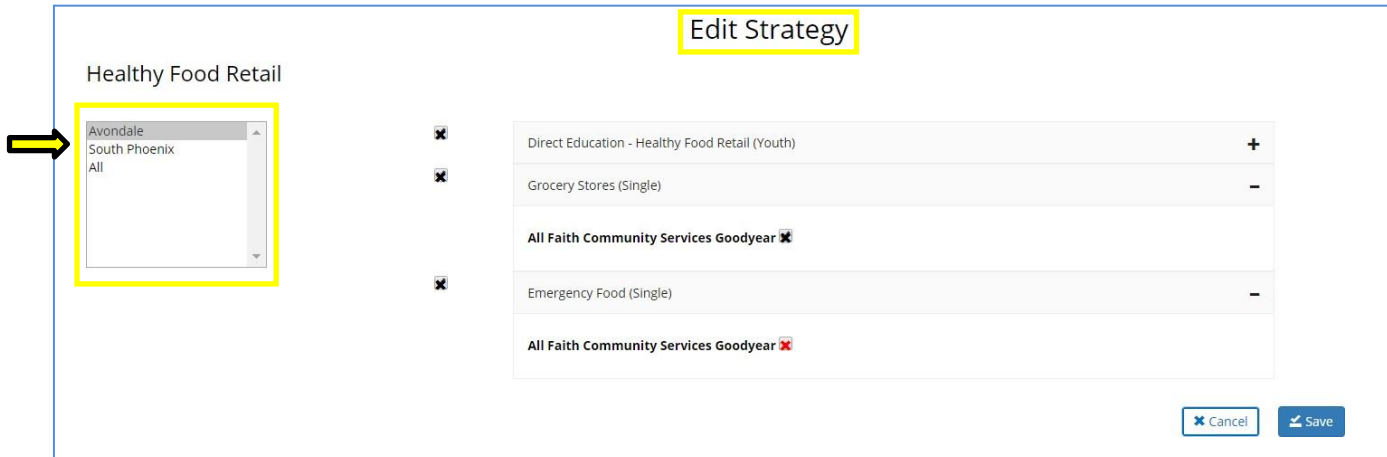 Edit Strategy
Healthy Food Retail
Avondale
South Phoenix
All
Direct Education - Healthy Food Retail (Youth)
Grocery Stores (Single)
All Faith Community Services Goodyear
Emergency Food (Single)
All Faith Community Services Goodyear
Cancel
Save